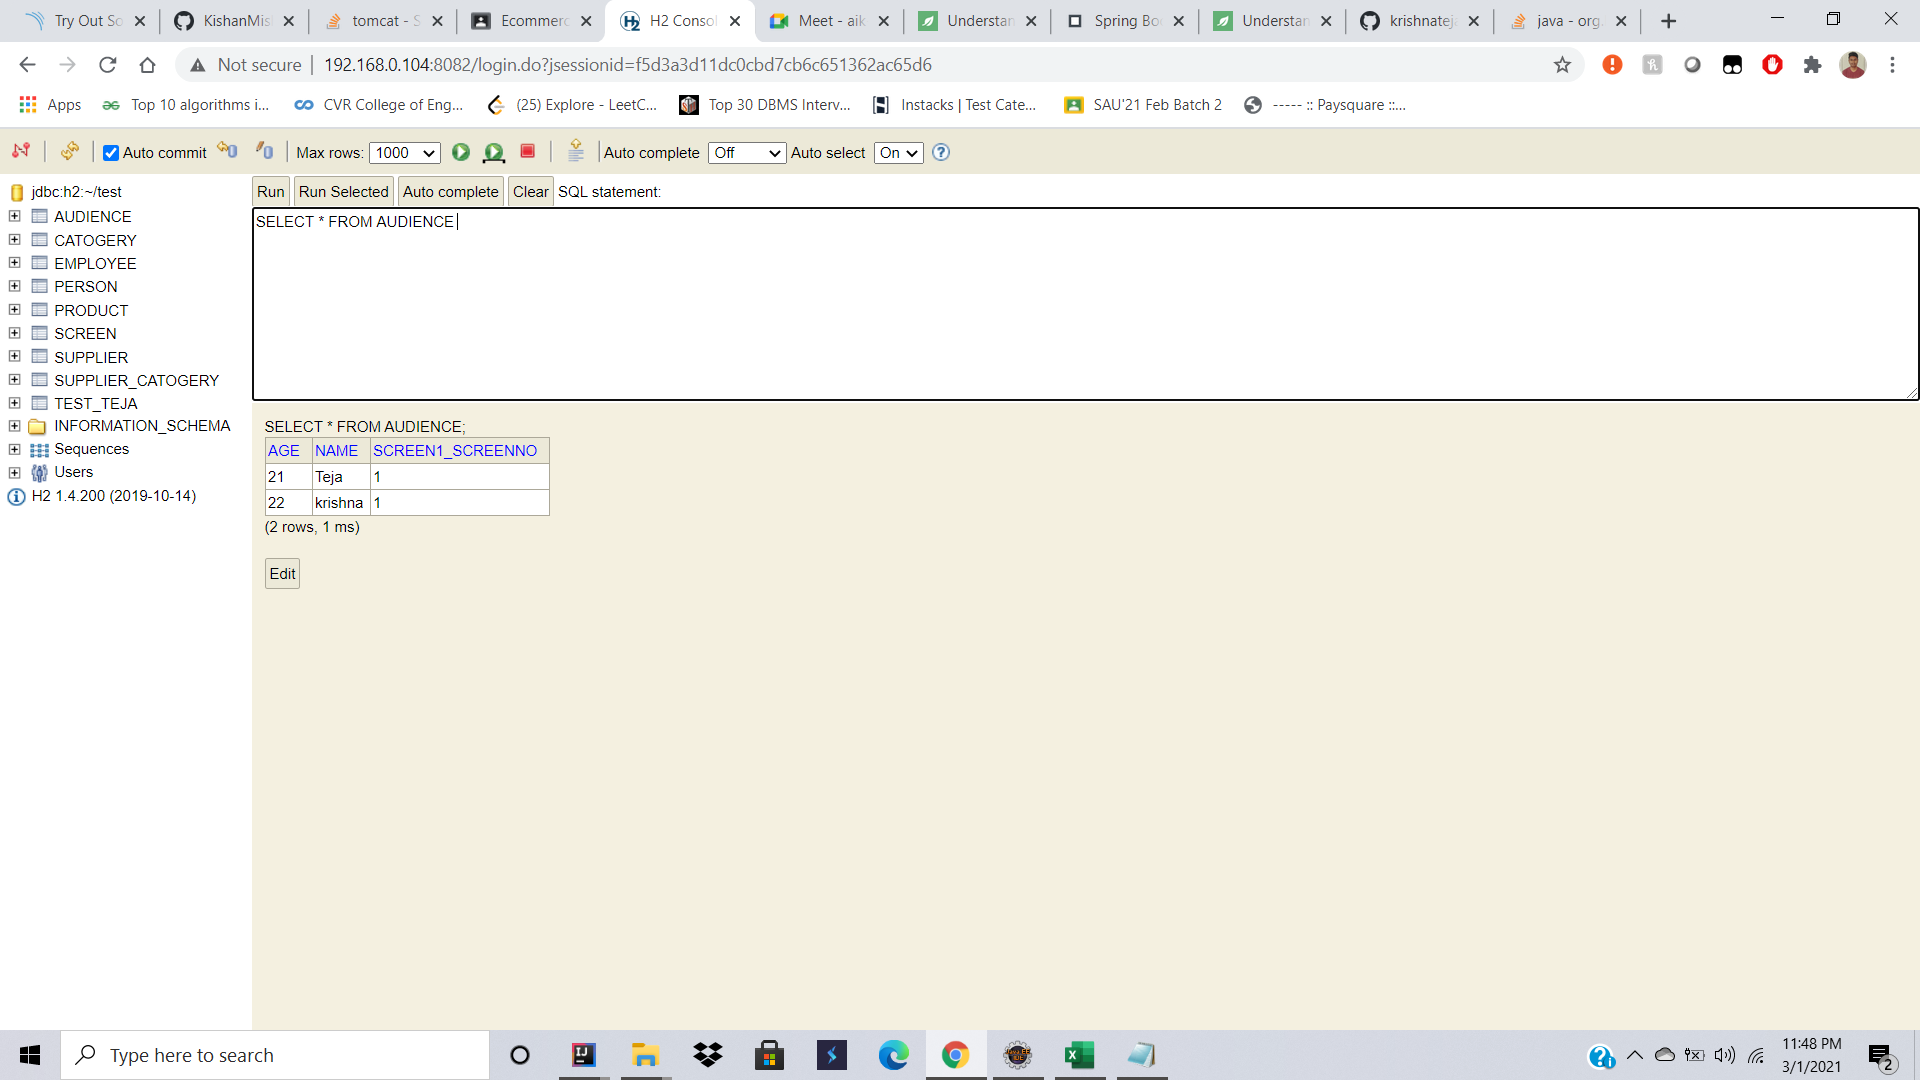 Try Out So
KishanMis
tomcat - S
Ecommerc
H2 Consol
Meet - aik
Understan
Spring Bo
Understan
krishnatej
java - org.
Not secure | 192.168.0.104:8082/login.do?jsessionid=f5d3a3d11dc0cbd7cb6c651362ac65d6
Apps
Top 10 algorithms i...
CVR College of Eng...
(25) Explore - LeetC...
Top 30 DBMS Interv...
Instacks | Test Cate...
SAU'21 Feb Batch 2
----- :: Paysquare ::...
Auto commit
Max rows: 1000
Auto complete Off
Auto select On
jdbc:h2:~/test
AUDIENCE
CATOGERY
EMPLOYEE
PERSON
PRODUCT
SCREEN
SUPPLIER
SUPPLIER_CATOGERY
TEST_TEJA
INFORMATION_SCHEMA
Sequences
Users
H2 1.4.200 (2019-10-14)
Run Run Selected Auto complete Clear SQL statement:
SELECT * FROM AUDIENCE
SELECT * FROM AUDIENCE;
AGE NAME SCREEN1_SCREENNO
21 Teja 1
22 krishna 1
(2 rows, 1 ms)
Edit
Type here to search
11:48 PM
3/1/2021
2